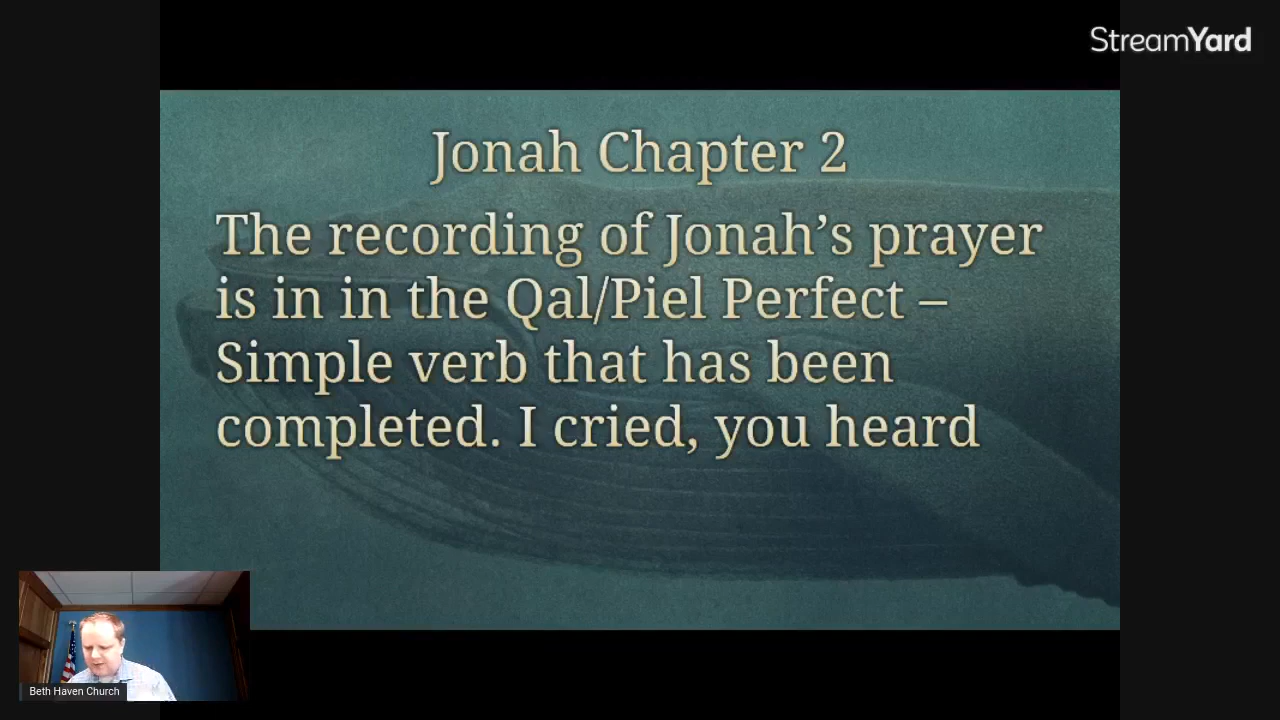 StreamYard
Jonah Chapter 2
The recording of Jonah’s prayer
is in in the Qal/Piel Perfect –
Simple verb that has been
completed. I cried, you heard
Beth Haven Church